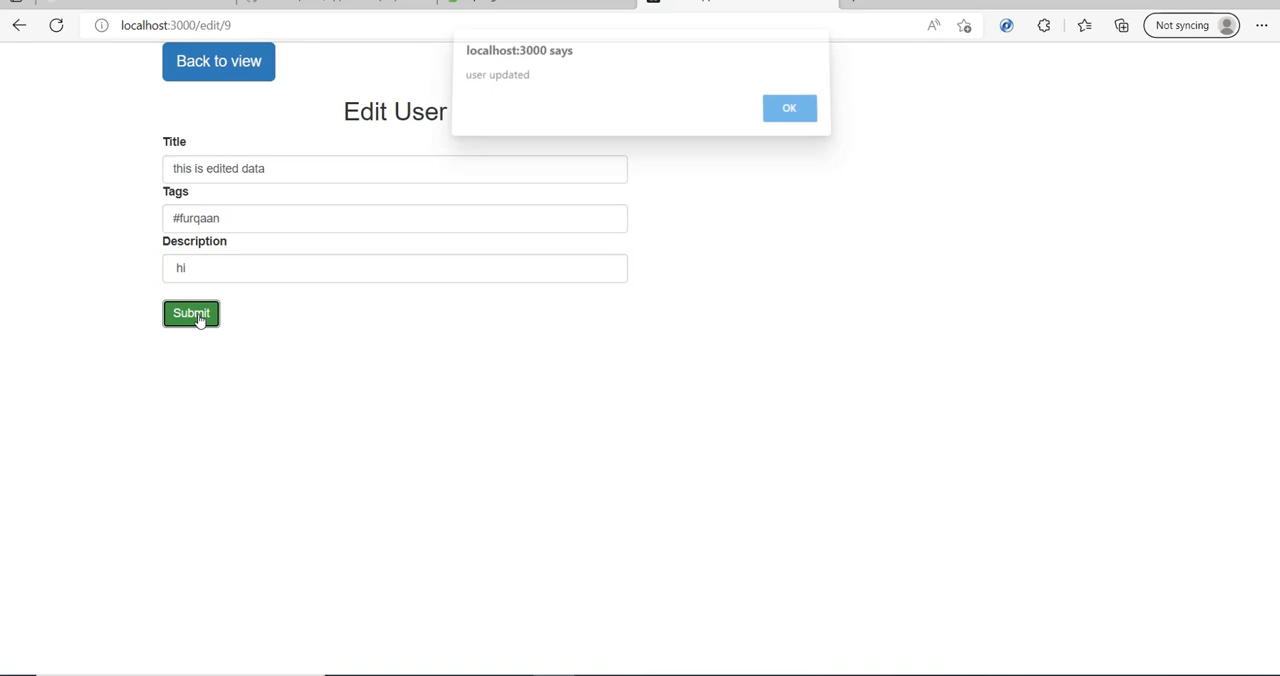 localhost:3000/edit/9
Not syncing
localhost:3000 says
user updated
OK
Back to view
Edit User
Title
this is edited data
Tags
#furqaan
Description
hi
Submit